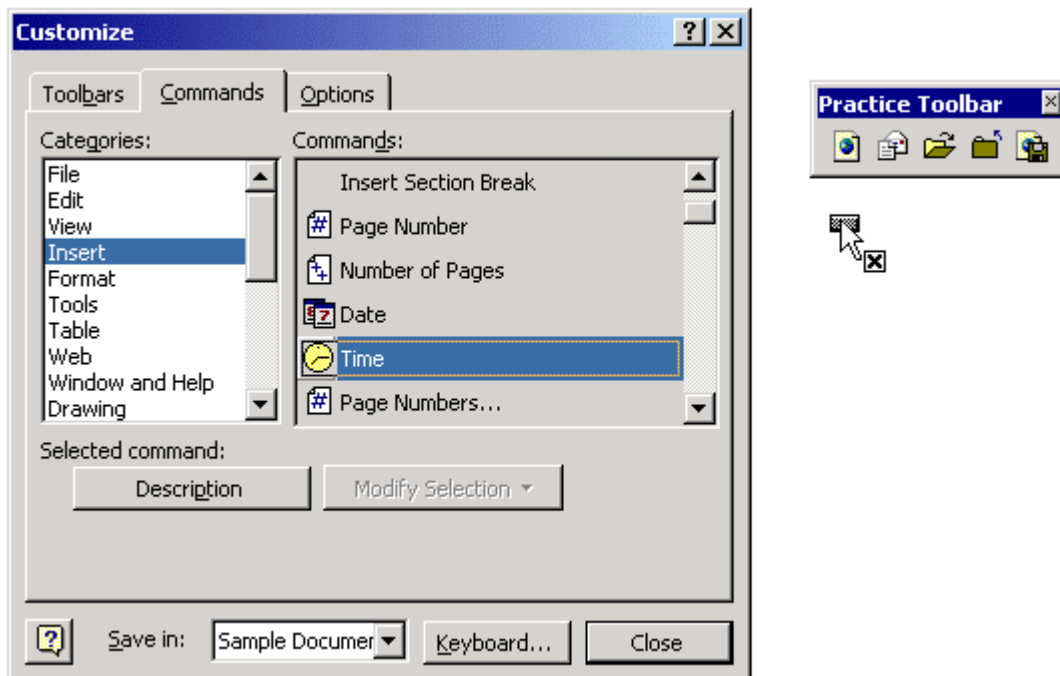 Customize
Toolbars
Commands
Options
Practice Toolbar
Categories:
Commands:
File
Edit
View
Insert
Format
Tools
Table
Web
Window and Help
Drawing
Insert Section Break
Page Number
Number of Pages
Date
Time
Page Numbers...
Selected command:
Description
Modify Selection
Save in:
Sample Documer
Keyboard...
Close